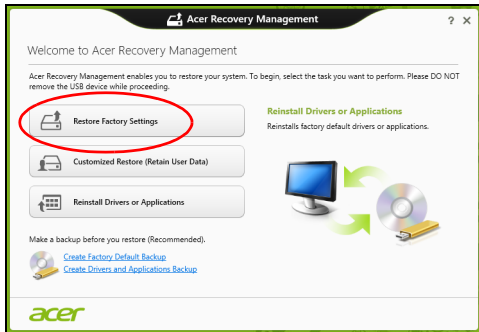 Acer Recovery Management
? ×
Welcome to Acer Recovery Management
Acer Recovery Management enables you to restore your system. To begin, select the task you want to perform. Please DO NOT
remove the USB device while proceeding.
Restore Factory Settings
Customized Restore (Retain User Data)
Reinstall Drivers or Applications
Reinstall Drivers or Applications
Reinstalls factory default drivers or applications.
Make a backup before you restore (Recommended).
Create Factory Default Backup
Create Drivers and Applications Backup
acer